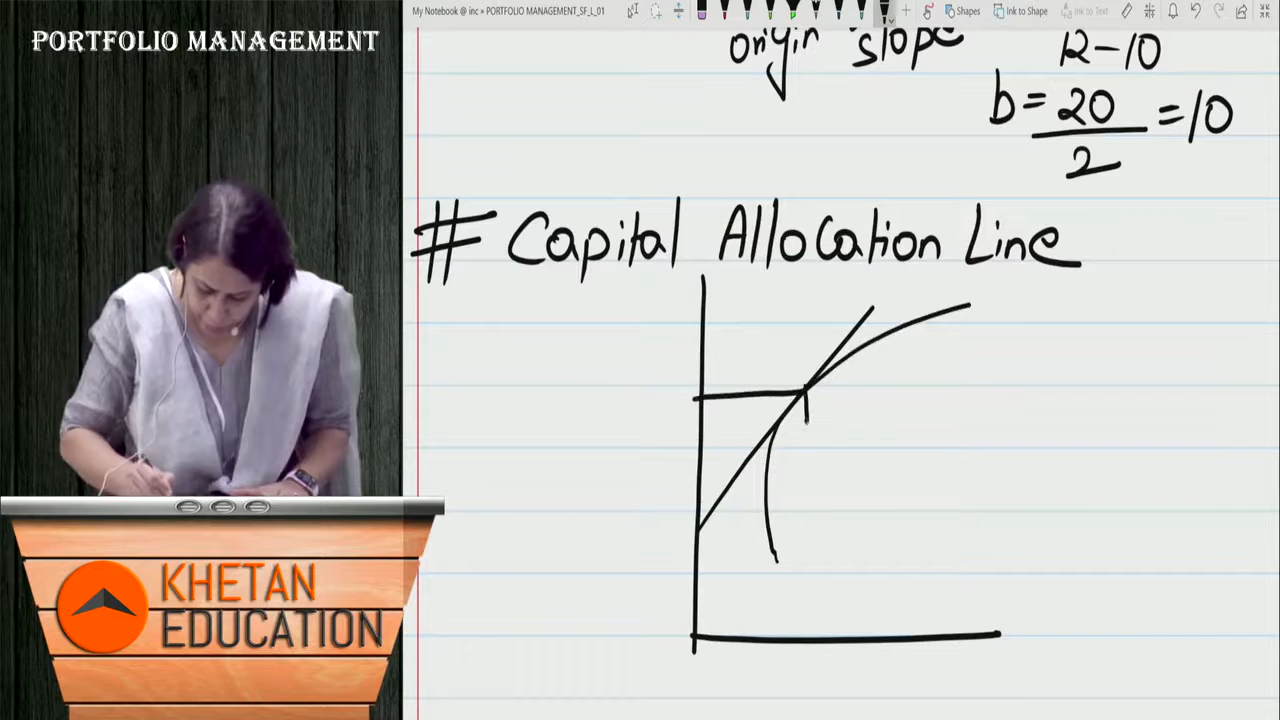 PORTFOLIO MANAGEMENT
My Notebook @ inc » PORTFOLIO MANAGEMENT_SF_L_01
Shapes
Ink to Shape
Ink to Text
origin slope
12-10
b = 20 = 10
2
# Capital Allocation Line
KHETAN
EDUCATION